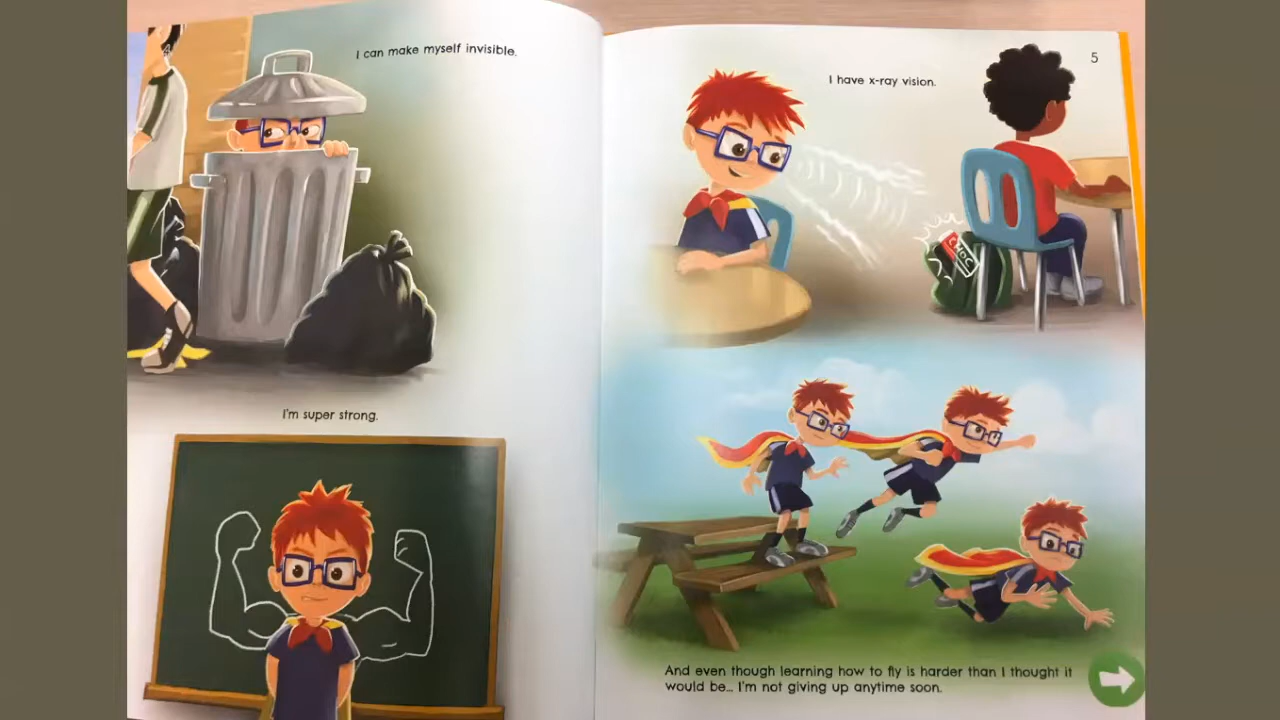 I can make myself invisible.
I'm super strong.
5
I have x-ray vision.
CHOC
And even though learning how to fly is harder than I thought it
would be... I'm not giving up anytime soon.